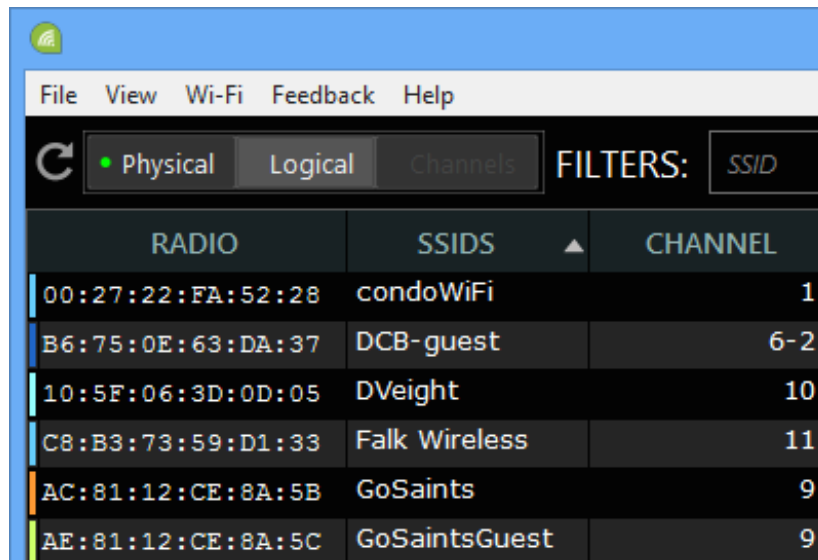 File View Wi-Fi Feedback Help
Physical Logical Channels FILTERS: SSID
RADIO SSIDS CHANNEL
00:27:22:FA:52:28 condoWiFi 1
B6:75:0E:63:DA:37 DCB-guest 6-2
10:5F:06:3D:0D:05 DVeight 10
C8:B3:73:59:D1:33 Falk Wireless 11
AC:81:12:CE:8A:5B GoSaints 9
AE:81:12:CE:8A:5C GoSaintsGuest 9